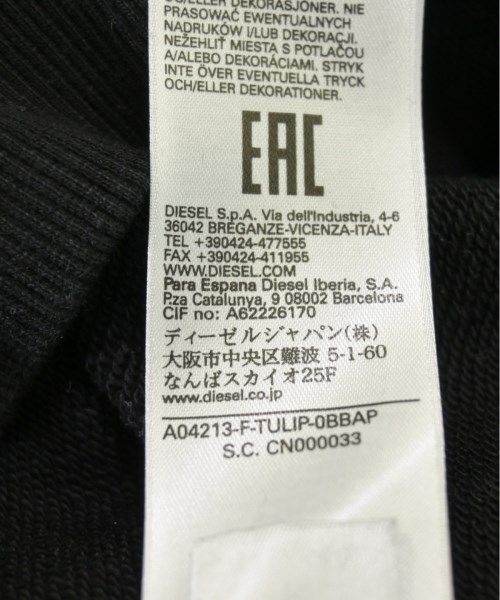 OG/ELLER DEKORASJONER. NIE
PRASOWAĆ EWENTUALNYCH
NADRUKÓW I/LUB DEKORACJI.
NEŽEHLIŤ MIESTA S POTLAČOU
A/ALEBO DEKORÁCIAMI. STRYK
INTE ÖVER EVENTUELLA TRYCK
OCH/ELLER DEKORATIONER.
EAC
DIESEL S.p.A. Via dell'Industria, 4-6
36042 BREGANZE-VICENZA-ITALY
TEL +390424-477555
FAX +390424-411955
WWW.DIESEL.COM
Para Espana Diesel Iberia, S.A.
P.za Catalunya, 9 08002 Barcelona
CIF no: A62226170
ディーゼルジャパン(株)
大阪市中央区難波 5-1-60
なんばスカイオ25F
www.diesel.co.jp
A04213-F-TULIP-0BBAP
S.C. CN000033